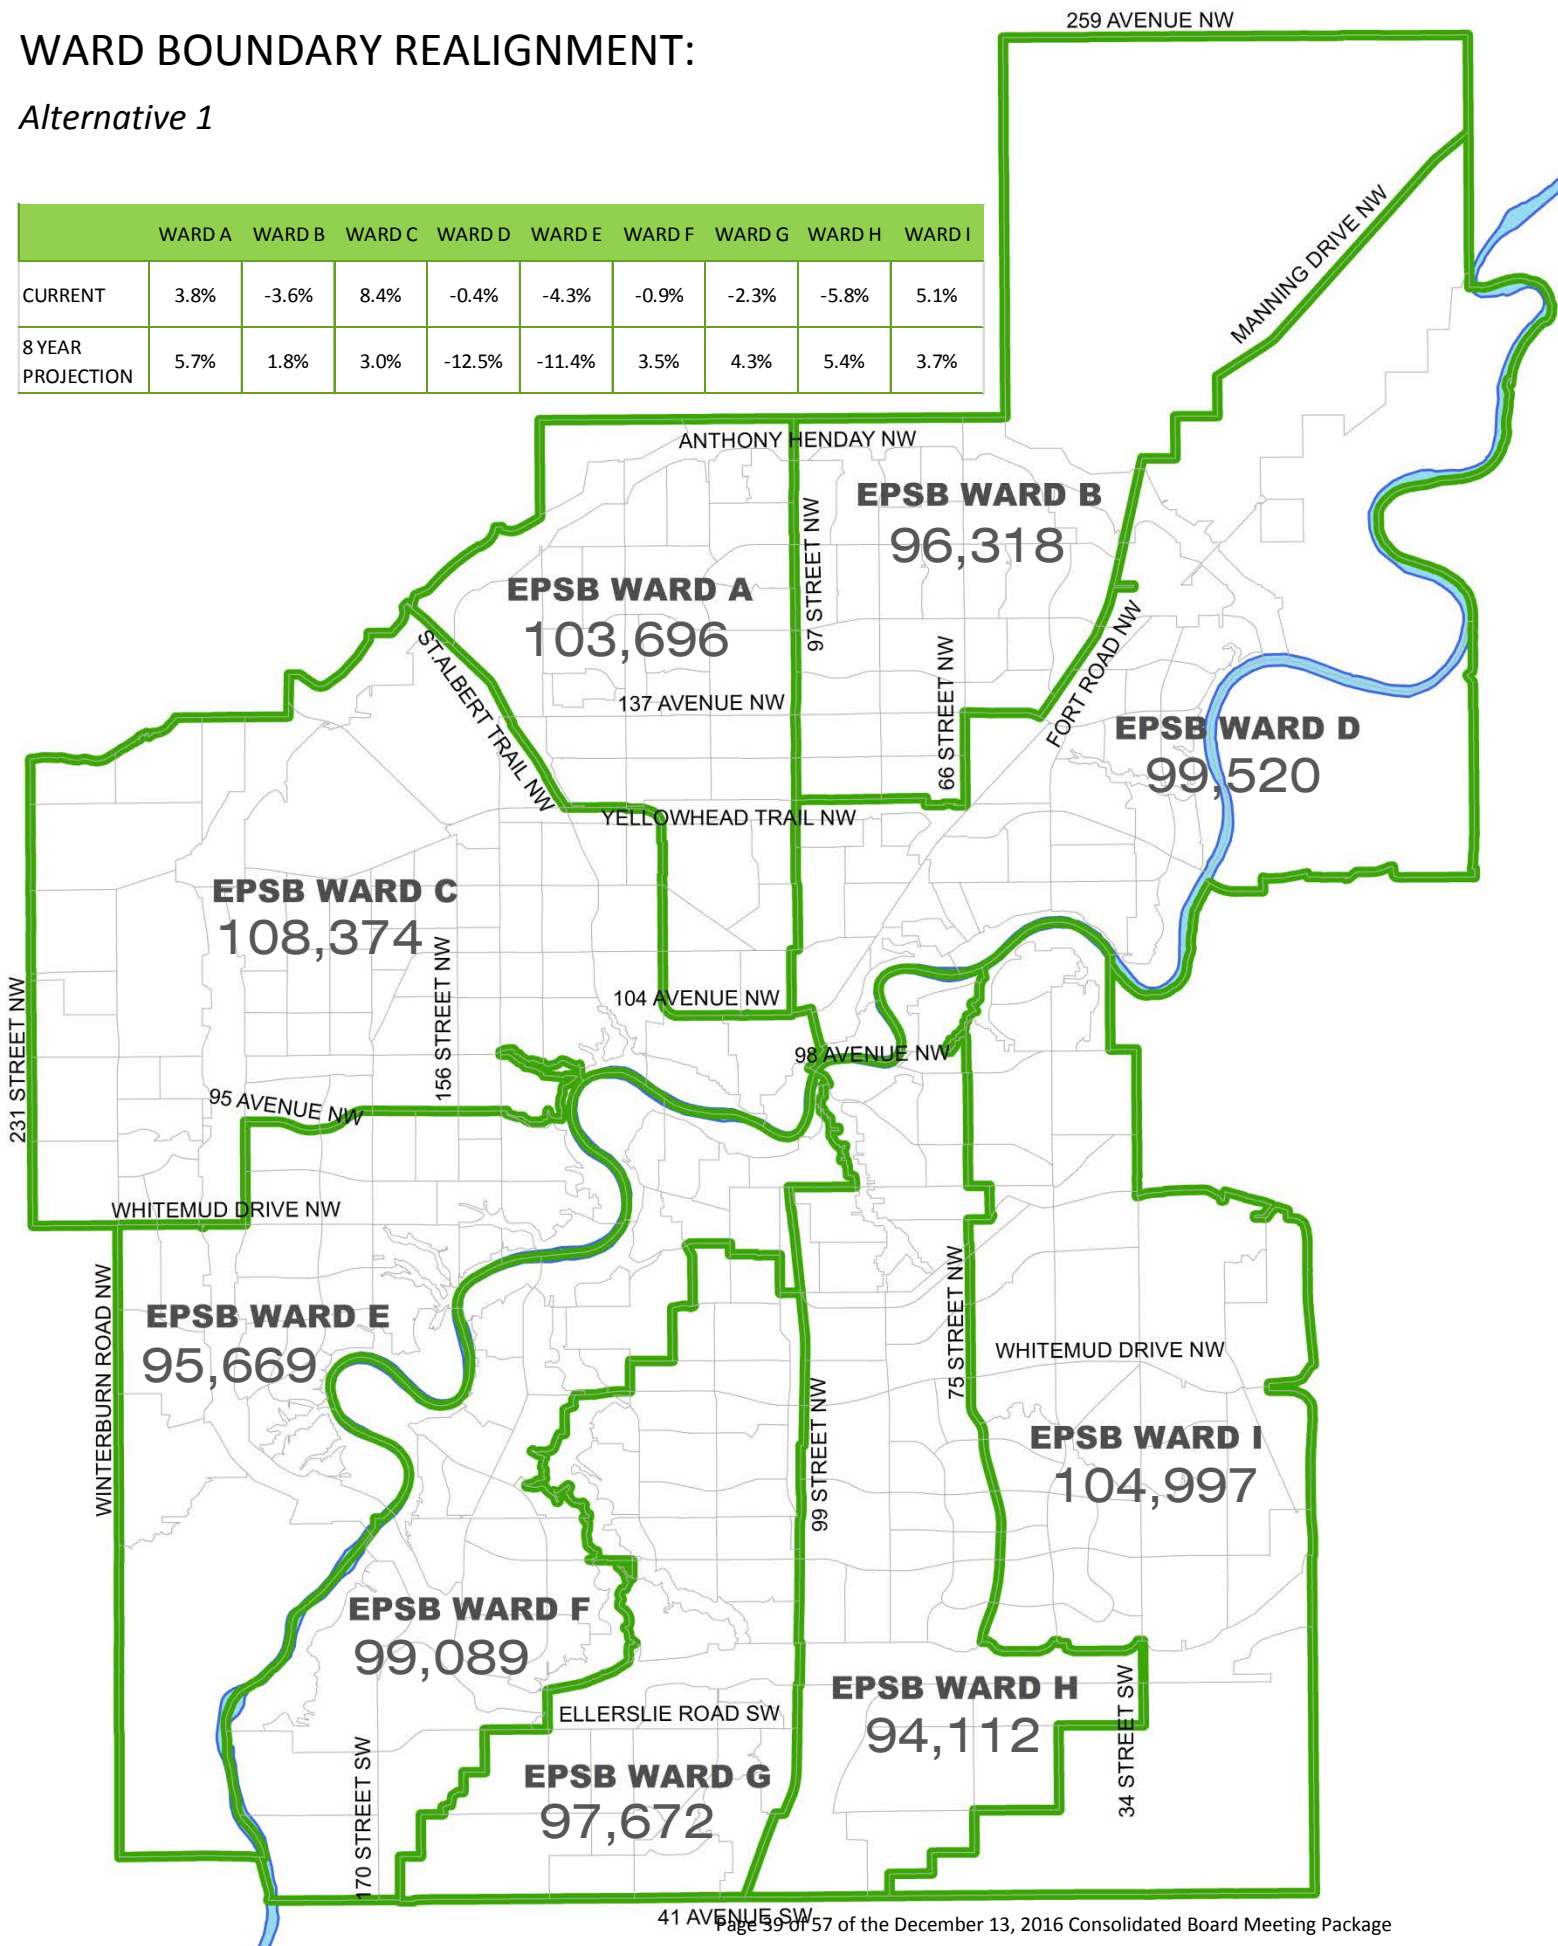 259 AVENUE NW
WARD BOUNDARY REALIGNMENT:
Alternative 1
WARD A WARD B WARD C WARD D WARD E WARD F WARD G WARD H WARD I
CURRENT 3.8% -3.6% 8.4% -0.4% -4.3% -0.9% -2.3% -5.8% 5.1%
8 YEAR
PROJECTION 5.7% 1.8% 3.0% -12.5% -11.4% 3.5% 4.3% 5.4% 3.7%
MANNING DRIVE NW
ANTHONY HENDAY NW
EPSB WARD B
96,318
97 STREET NW
EPSB WARD A
103,696
ST.ALBERT TRAIL NW
137 AVENUE NW
66 STREET NW
FORT ROAD NW
EPSB WARD D
99,520
YELLOWHEAD TRAIL NW
EPSB WARD C
108,374
156 STREET NW
231 STREET NW
104 AVENUE NW
98 AVENUE NW
95 AVENUE NW
WHITEMUD DRIVE NW
WINTERBURN ROAD NW
EPSB WARD E
95,669
75 STREET NW
WHITEMUD DRIVE NW
99 STREET NW
EPSB WARD I
104,997
EPSB WARD F
99,089
EPSB WARD H
94,112
34 STREET SW
ELLERSLIE ROAD SW
170 STREET SW
EPSB WARD G
97,672
41 AVENUE SW
Page 39 of 57 of the December 13, 2016 Consolidated Board Meeting Package